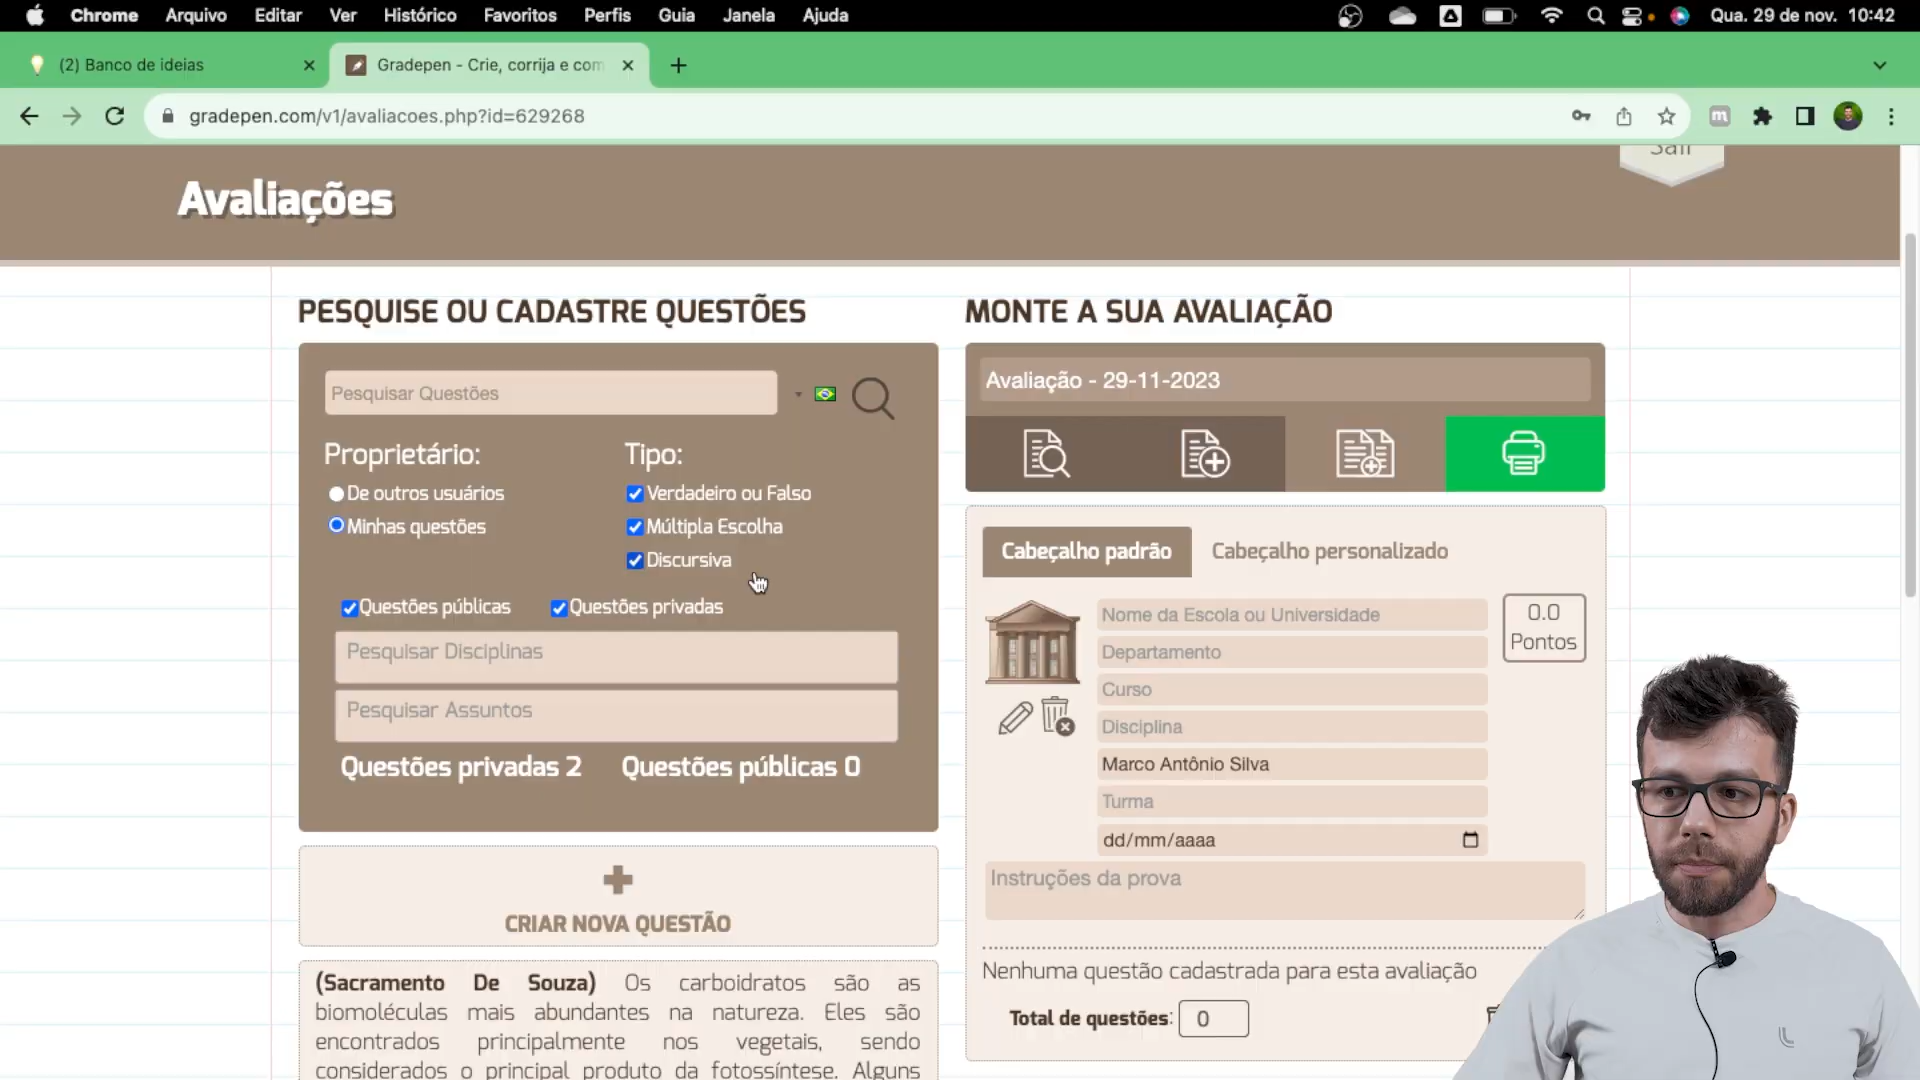 Chrome Arquivo Editar Ver Histórico Favoritos Perfis Guia Janela Ajuda Qua. 29 de nov. 10:42
(2) Banco de ideias
Gradepen - Crie, corrija e com
gradepen.com/v1/avaliacoes.php?id=629268
Sair
Avaliações
PESQUISE OU CADASTRE QUESTÕES
Pesquisar Questões
Proprietário:
De outros usuários
Minhas questões
Tipo:
Verdadeiro ou Falso
Múltipla Escolha
Discursiva
Questões públicas Questões privadas
Pesquisar Disciplinas
Pesquisar Assuntos
Questões privadas 2 Questões públicas 0
CRIAR NOVA QUESTÃO
(Sacramento De Souza) Os carboidratos são as
biomoléculas mais abundantes na natureza. Eles são
encontrados principalmente nos vegetais, sendo
considerados o principal produto da fotossíntese. Alguns
MONTE A SUA AVALIAÇÃO
Avaliação - 29-11-2023
Cabeçalho padrão Cabeçalho personalizado
Nome da Escola ou Universidade
Departamento
Curso
Disciplina
Marco Antônio Silva
Turma
dd/mm/aaaa
0.0
Pontos
Instruções da prova
Nenhuma questão cadastrada para esta avaliação
Total de questões: 0